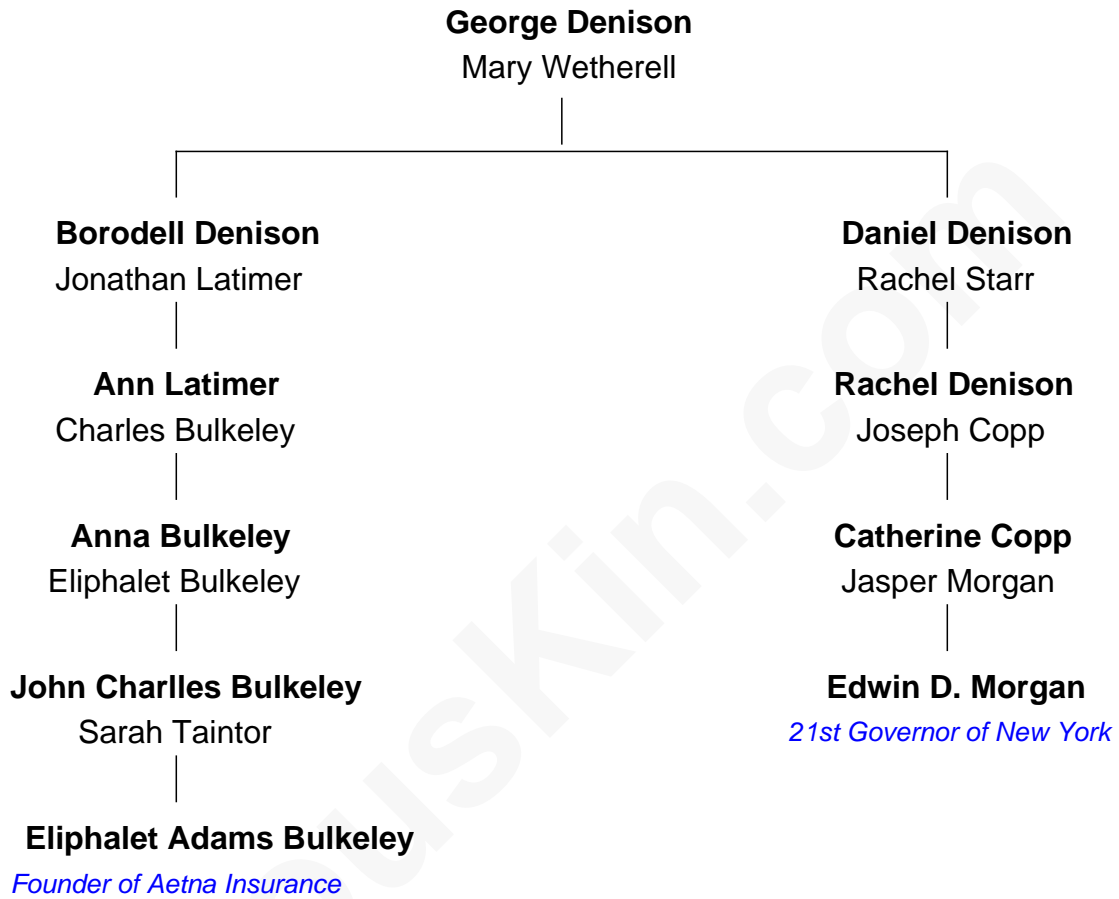 George Denison
Mary Wetherell
Borodell Denison
Jonathan Latimer
Daniel Denison
Rachel Starr
Ann Latimer
Charles Bulkeley
Rachel Denison
Joseph Copp
Anna Bulkeley
Eliphalet Bulkeley
Catherine Copp
Jasper Morgan
John Charlles Bulkeley
Sarah Taintor
Edwin D. Morgan
21st Governor of New York
Eliphalet Adams Bulkeley
Founder of Aetna Insurance
ousKin.com